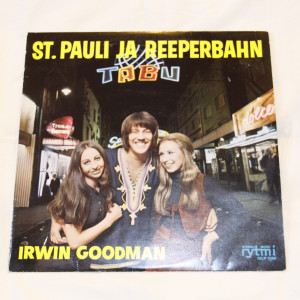 ST. PAULI JA REEPERBAHN
TABU
IRWIN GOODMAN
rytmi